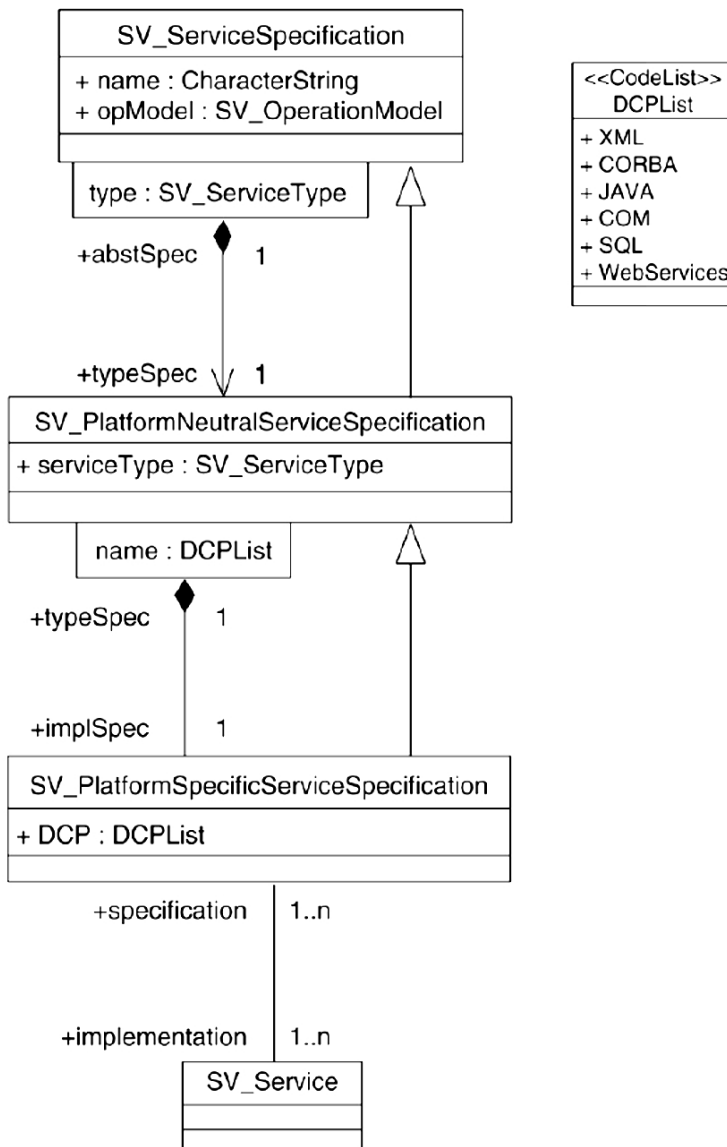 SV_ServiceSpecification
+ name : CharacterString
+ opModel : SV_OperationModel
type : SV_ServiceType
+abstSpec 1
+typeSpec 1
SV_PlatformNeutralServiceSpecification
+ serviceType : SV_ServiceType
name : DCPList
+typeSpec 1
+implSpec 1
SV_PlatformSpecificServiceSpecification
+ DCP : DCPList
+specification 1..n
+implementation 1..n
SV_Service
<<CodeList>>
DCPList
+ XML
+ CORBA
+ JAVA
+ COM
+ SQL
+ WebServices